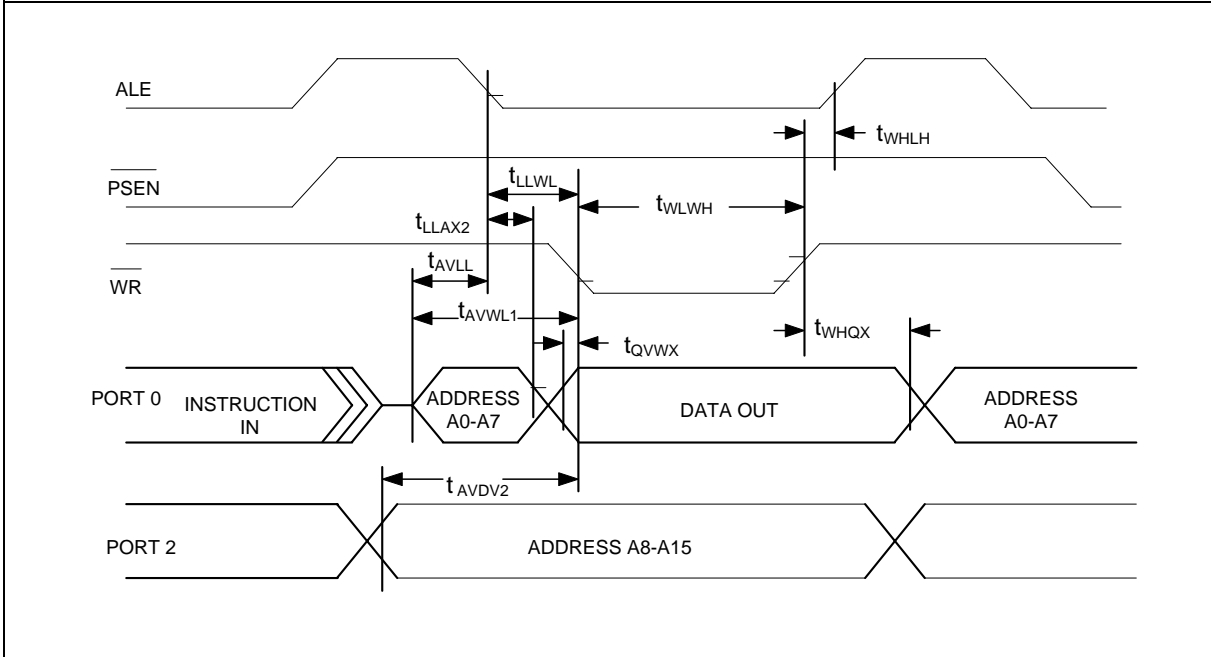 ALE
tWHLH
PSEN
tLLWL
tWLWH
tLLAX2
tAVLL
WR
tAVWL1
tWHQX
tQVWX
PORT 0
INSTRUCTION
IN
ADDRESS
A0-A7
DATA OUT
ADDRESS
A0-A7
tAVDV2
PORT 2
ADDRESS A8-A15